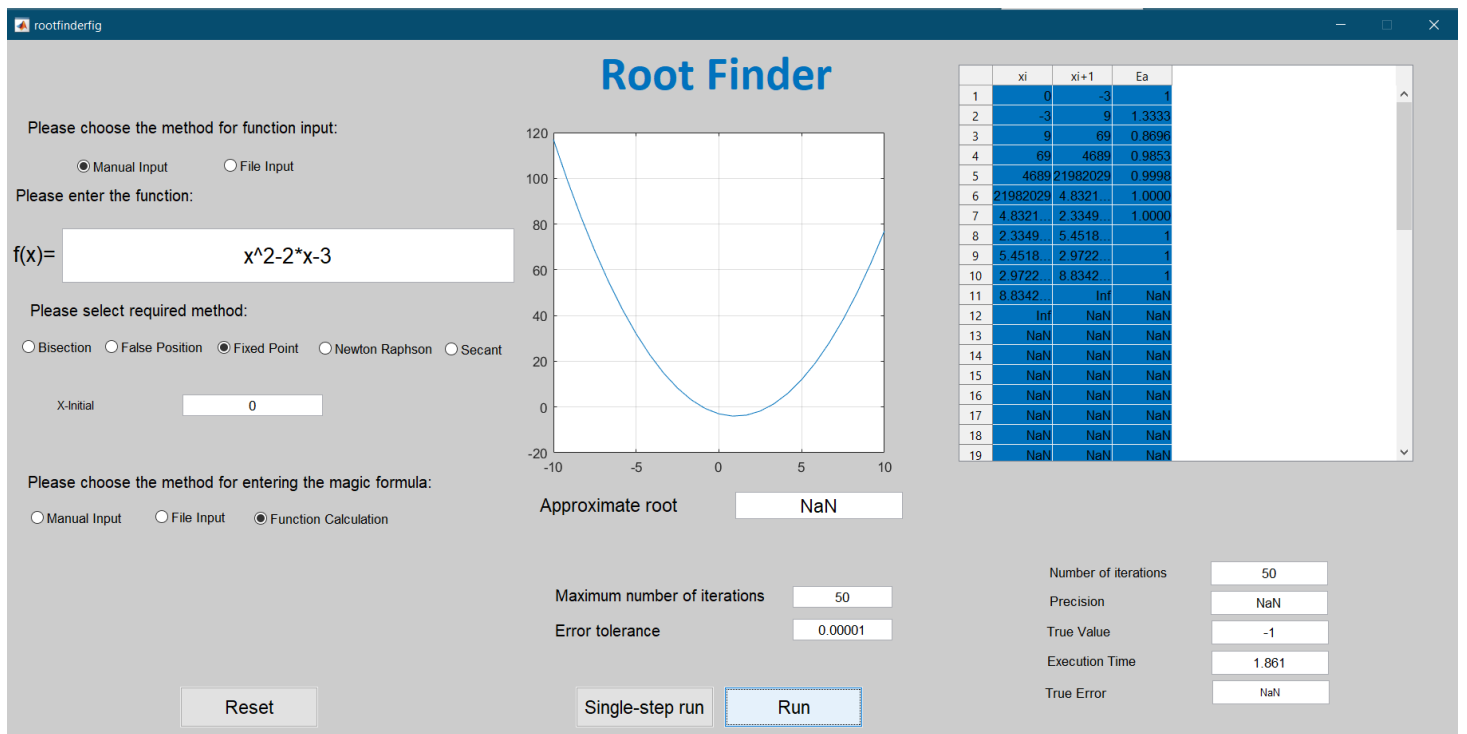 rootfinderfig
Root Finder
Please choose the method for function input:
Manual Input File Input
Please enter the function:
f(x)= x^2-2*x-3
Please select required method:
Bisection False Position Fixed Point Newton Raphson Secant
X-Initial 0
Please choose the method for entering the magic formula:
Manual Input File Input Function Calculation
Reset
120
100
80
60
40
20
0
-20
-10 -5 0 5 10
Approximate root NaN
Maximum number of iterations 50
Error tolerance 0.00001
Single-step run Run
xi xi+1 Ea
1 0 -3 1
2 -3 9 1.3333
3 9 69 0.8696
4 69 4689 0.9853
5 4689 21982029 0.9998
6 21982029 4.8321... 1.0000
7 4.8321... 2.3349... 1.0000
8 2.3349... 5.4518... 1
9 5.4518... 2.9722... 1
10 2.9722... 8.8342... 1
11 8.8342... Inf NaN
12 Inf NaN NaN
13 NaN NaN NaN
14 NaN NaN NaN
15 NaN NaN NaN
16 NaN NaN NaN
17 NaN NaN NaN
18 NaN NaN NaN
19 NaN NaN NaN
Number of iterations 50
Precision NaN
True Value -1
Execution Time 1.861
True Error NaN